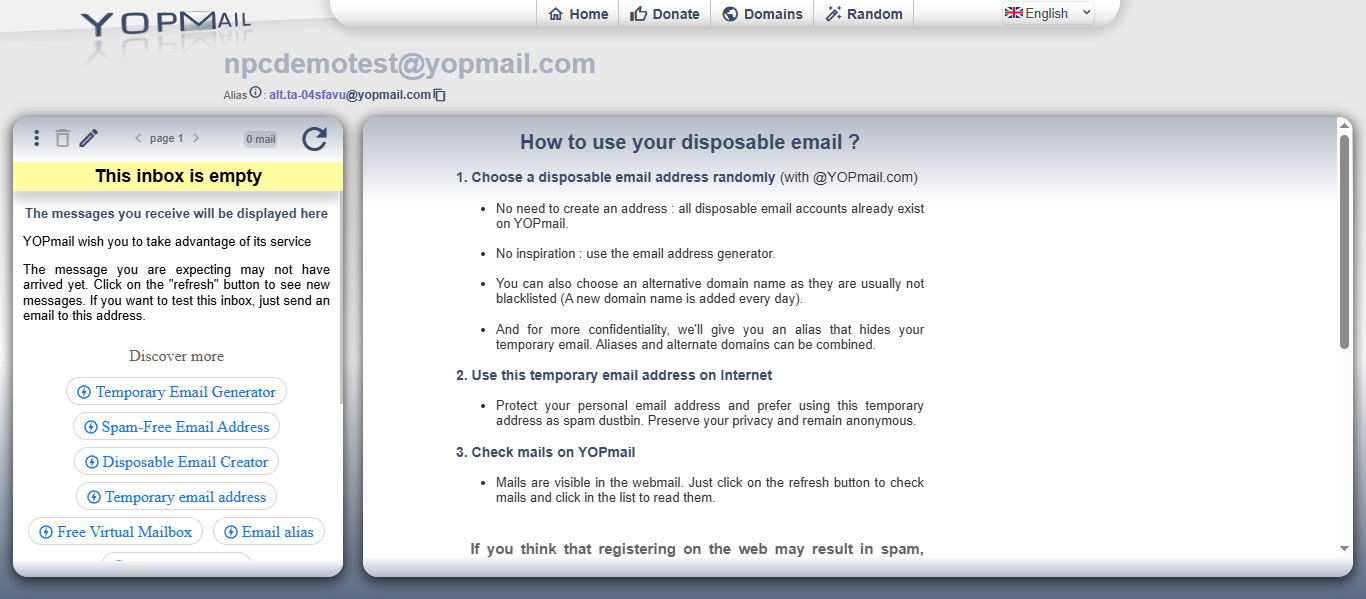 YOPMAIL
Home
Donate
Domains
Random
English
npcdemotest@yopmail.com
Alias : alt.ta-04sfavu@yopmail.com
page 1
0 mail
This inbox is empty
The messages you receive will be displayed here
YOPmail wish you to take advantage of its service
The message you are expecting may not have
arrived yet. Click on the "refresh" button to see new
messages. If you want to test this inbox, just send an
email to this address.
Discover more
Temporary Email Generator
Spam-Free Email Address
Disposable Email Creator
Temporary email address
Free Virtual Mailbox
Email alias
How to use your disposable email ?
1. Choose a disposable email address randomly (with @YOPmail.com)
• No need to create an address : all disposable email accounts already exist
on YOPmail.
• No inspiration : use the email address generator.
• You can also choose an alternative domain name as they are usually not
blacklisted (A new domain name is added every day).
• And for more confidentiality, we'll give you an alias that hides your
temporary email. Aliases and alternate domains can be combined.
2. Use this temporary email address on Internet
• Protect your personal email address and prefer using this temporary
address as spam dustbin. Preserve your privacy and remain anonymous.
3. Check mails on YOPmail
• Mails are visible in the webmail. Just click on the refresh button to check
mails and click in the list to read them.
If you think that registering on the web may result in spam,